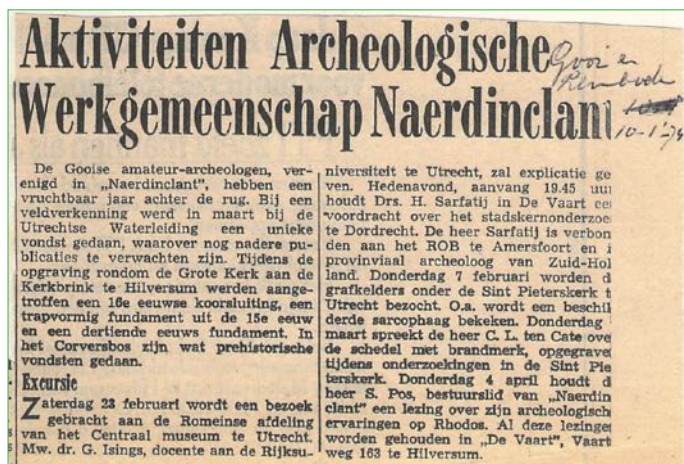 Aktiviteiten Archeologische
Werkgemeenschap Naerdinclant
Gooi en
10-1-74
De Gooise amateur-archeologen, ver-
enigd in „Naerdinclant”, hebben een
vruchtbaar jaar achter de rug. Bij een
veldverkenning werd in maart bij de
Utrechtse Waterleiding een unieke
vondst gedaan, waarover nog nadere pu-
blicaties te verwachten zijn. Tijdens de
opgraving rondom de Grote Kerk aan de
Kerkbrink te Hilversum werden aange-
troffen een 16e eeuwse koorsluiting, een
trapvormig fundament uit de 15e eeuw
en een dertiende eeuws fundament. In
het Corversbos zijn wat prehistorische
vondsten gedaan.
Excursie
Zaterdag 23 februari wordt een bezoek
gebracht aan de Romeinse afdeling
van het Centraal museum te Utrecht.
Mw. dr. G. Isings, docente aan de Rijksu-
niversiteit te Utrecht, zal explicatie ge
ven. Hedenavond, aanvang 19.45 uur
houdt Drs. H. Sarfatij in De Vaart ee
voordracht over het stadskernonderzoe
te Dordrecht. De heer Sarfatij is verbon
den aan het ROB te Amersfoort en i
provinviaal archeoloog van Zuid-Hol
land. Donderdag 7 februari worden d
grafkelders onder de Sint Pieterskerk t
Utrecht bezocht. O.a. wordt een beschil
derde sarcophaag bekeken. Donderdag
maart spreekt de heer C. L. ten Cate ove
de schedel met brandmerk, opgegrave
tijdens onderzoekingen in de Sint Pie
terskerk. Donderdag 4 april houdt d
heer S. Pos, bestuurslid van „Naerdin
clant” een lezing over zijn archeologisch
ervaringen op Rhodos. Al deze lezinge
worden gehouden in „De Vaart”, Vaart
weg 163 te Hilversum.